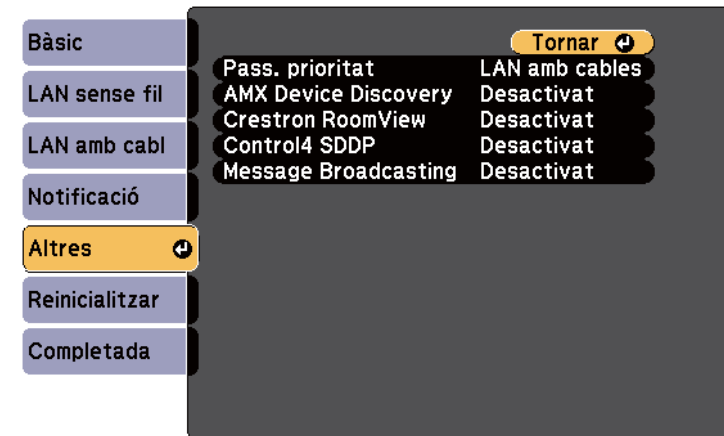 Bàsic
LAN sense fil
LAN amb cabl
Notificació
Altres
Reinicialitzar
Completada
Tornar
Pass. prioritat LAN amb cables
AMX Device Discovery Desactivat
Crestron RoomView Desactivat
Control4 SDDP Desactivat
Message Broadcasting Desactivat